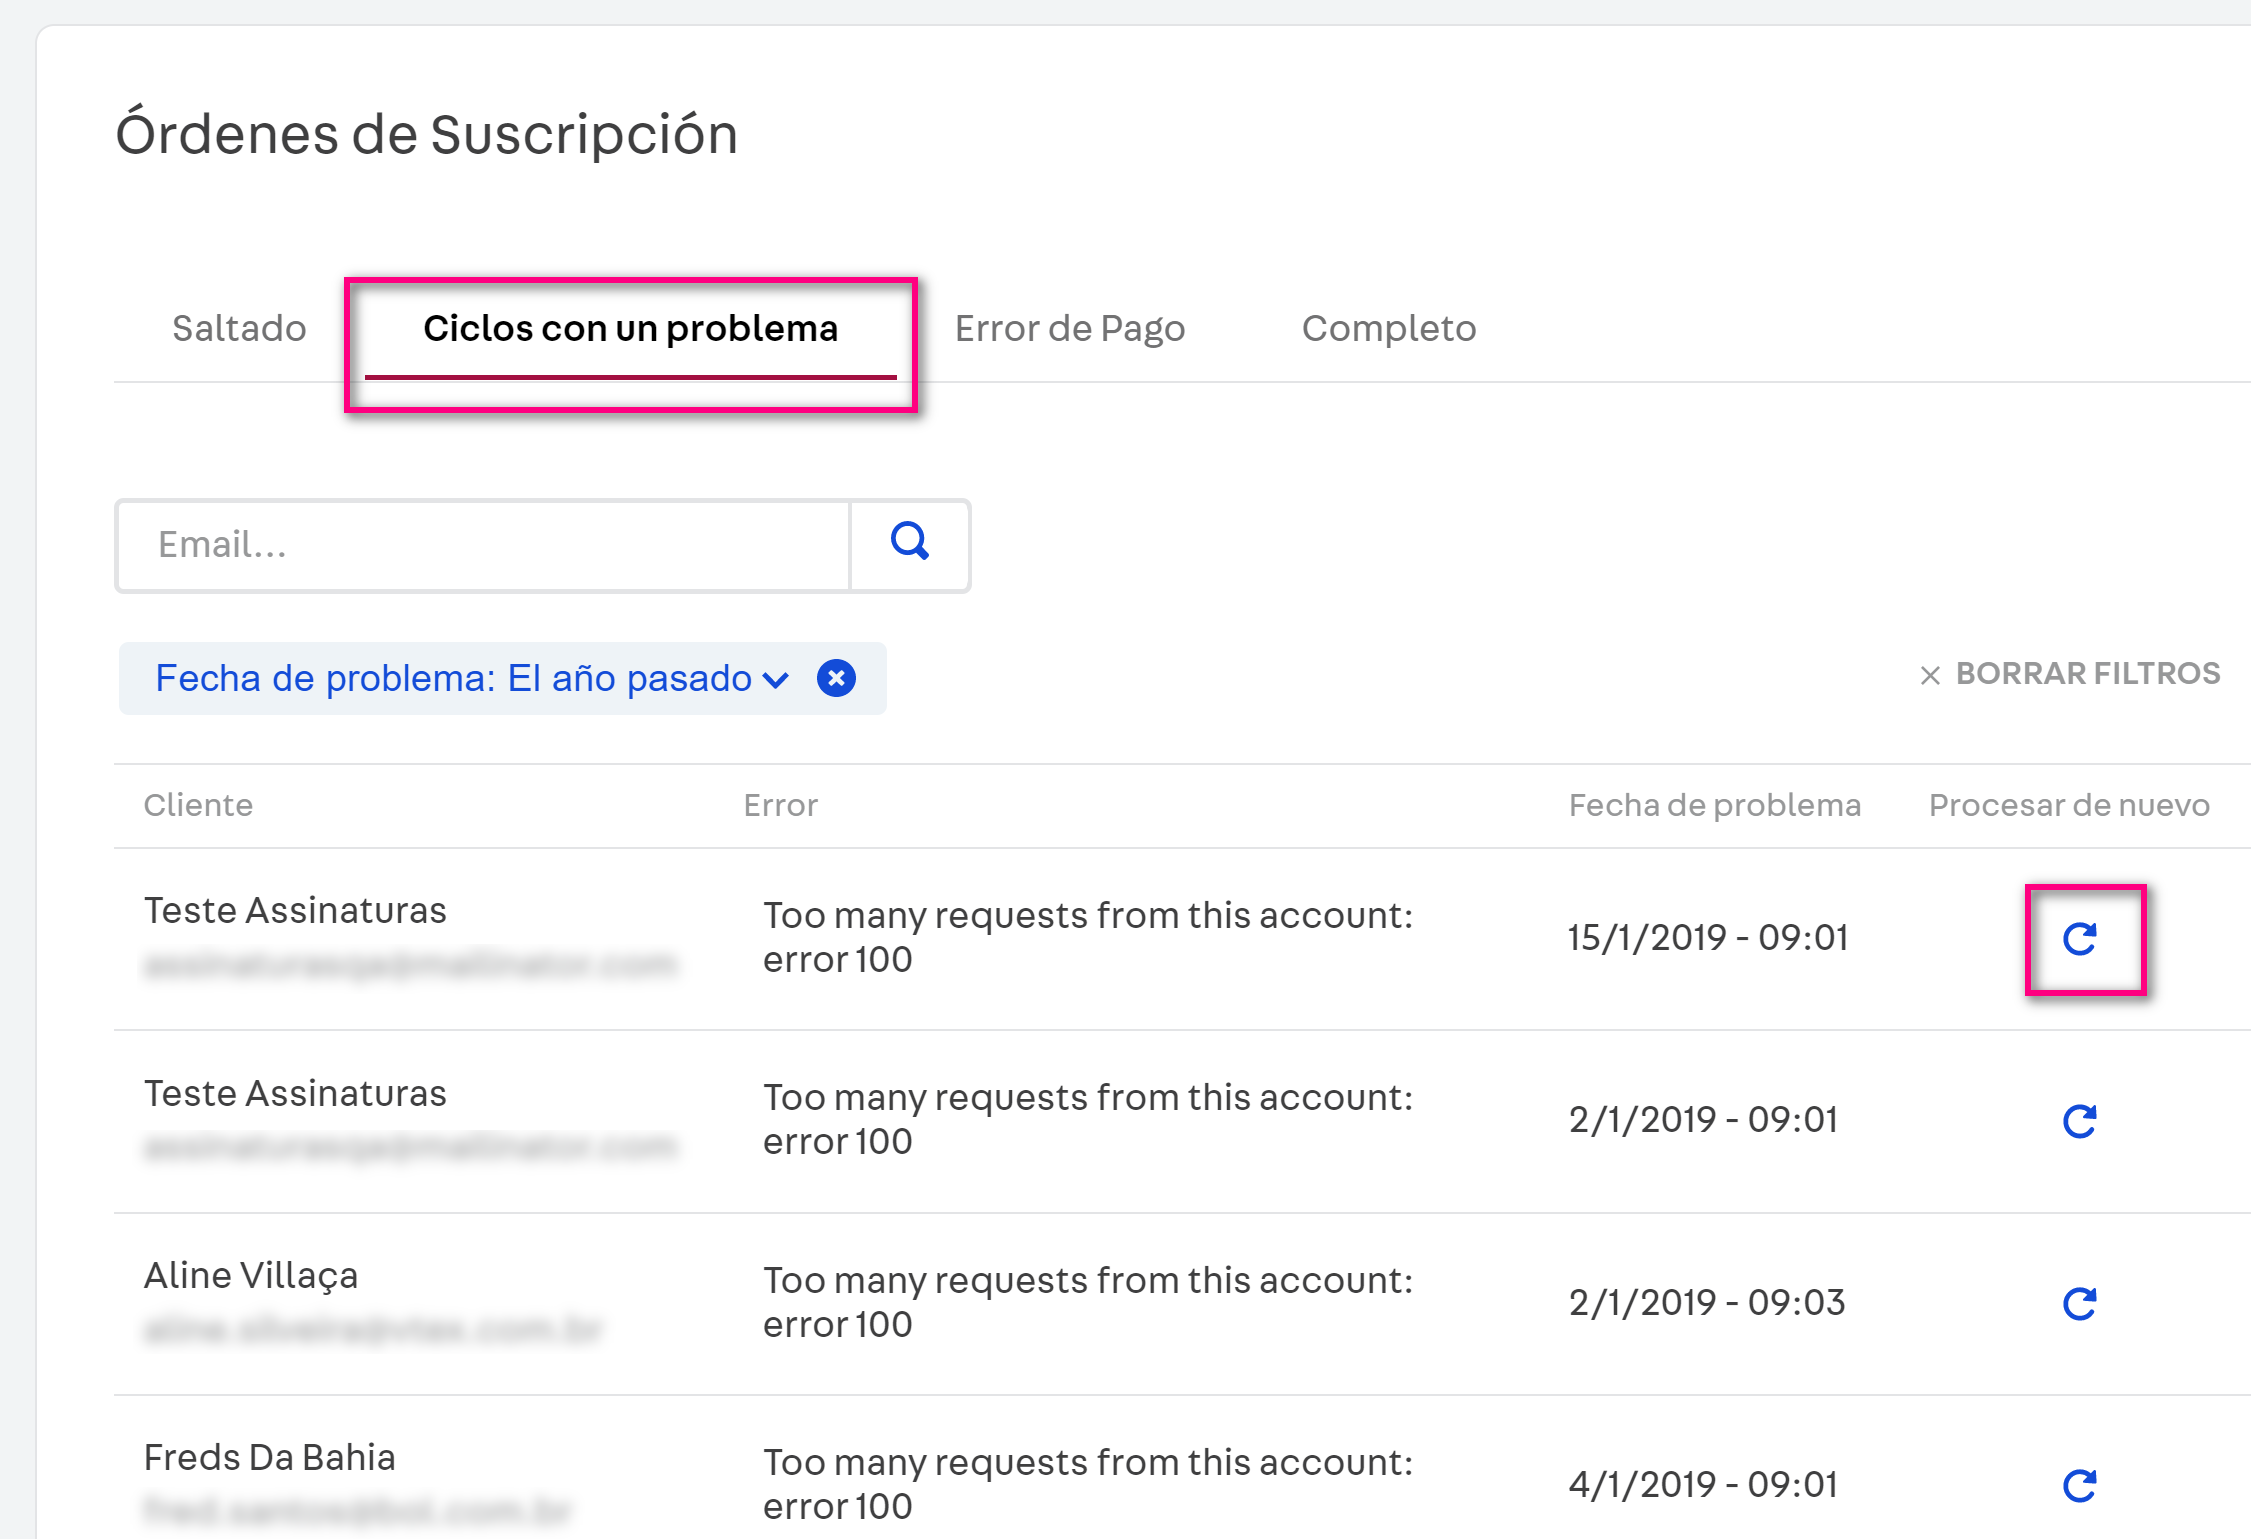 Órdenes de Suscripción
Saltado Ciclos con un problema Error de Pago Completo
Email...
Fecha de problema: El año pasado
BORRAR FILTROS
Cliente Error Fecha de problema Procesar de nuevo
Teste Assinaturas
Too many requests from this account:
error 100
15/1/2019 - 09:01
Teste Assinaturas
Too many requests from this account:
error 100
2/1/2019 - 09:01
Aline Villaça
Too many requests from this account:
error 100
2/1/2019 - 09:03
Freds Da Bahia
Too many requests from this account:
error 100
4/1/2019 - 09:01